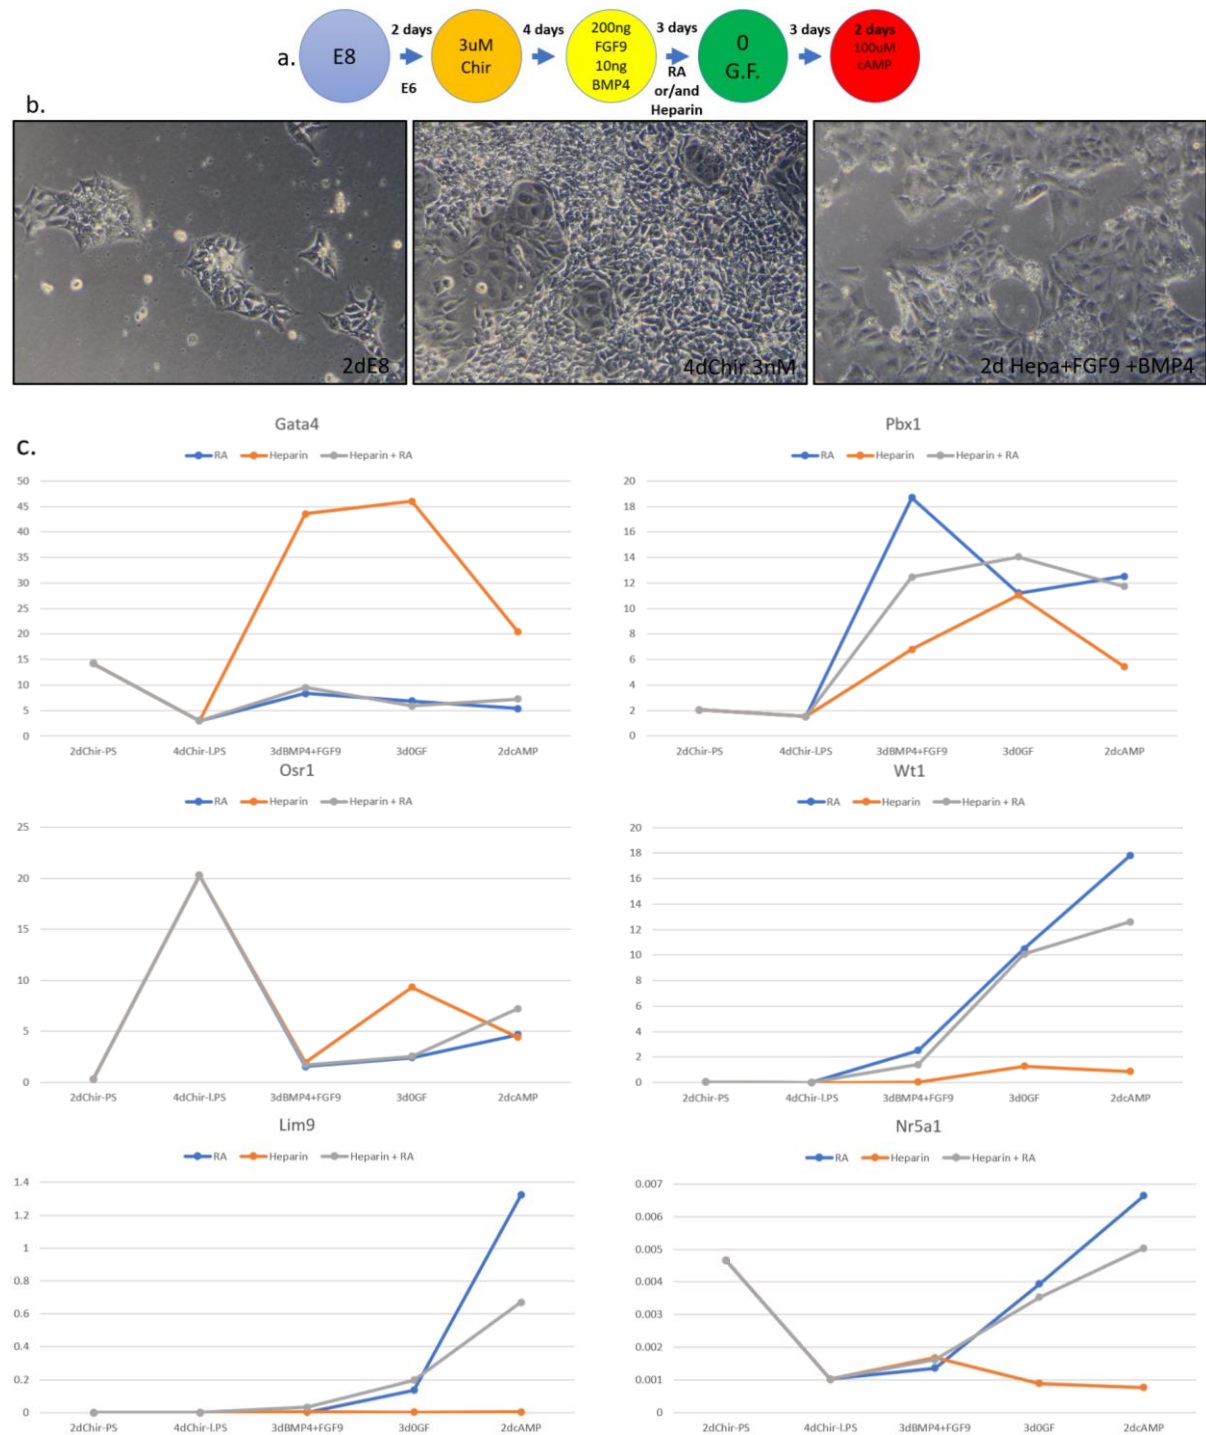 a.
E8
2 days
E6
3uM
Chir
4 days
200ng
FGF9
10ng
BMP4
3 days
RA
or/and
Heparin
0
G.F.
3 days
2 days
100uM
cAMP
b.
2dE8
4dChir 3nM
2d Hepa+FGF9 +BMP4
c.
Gata4
RA Heparin Heparin + RA
50
45
40
35
30
25
20
15
10
5
0
2dChir-PS 4dChir-I.PS 3dBMP4+FGF9 3d0GF 2dcAMP
Pbx1
RA Heparin Heparin + RA
20
18
16
14
12
10
8
6
4
2
0
2dChir-PS 4dChir-I.PS 3dBMP4+FGF9 3d0GF 2dcAMP
Osr1
RA Heparin Heparin + RA
25
20
15
10
5
0
2dChir-PS 4dChir-I.PS 3dBMP4+FGF9 3d0GF 2dcAMP
Wt1
RA Heparin Heparin + RA
20
18
16
14
12
10
8
6
4
2
0
2dChir-PS 4dChir-I.PS 3dBMP4+FGF9 3d0GF 2dcAMP
Lim9
RA Heparin Heparin + RA
1.4
1.2
1
0.8
0.6
0.4
0.2
0
2dChir-PS 4dChir-I.PS 3dBMP4+FGF9 3d0GF 2dcAMP
Nr5a1
RA Heparin Heparin + RA
0.007
0.006
0.005
0.004
0.003
0.002
0.001
0
2dChir-PS 4dChir-I.PS 3dBMP4+FGF9 3d0GF 2dcAMP